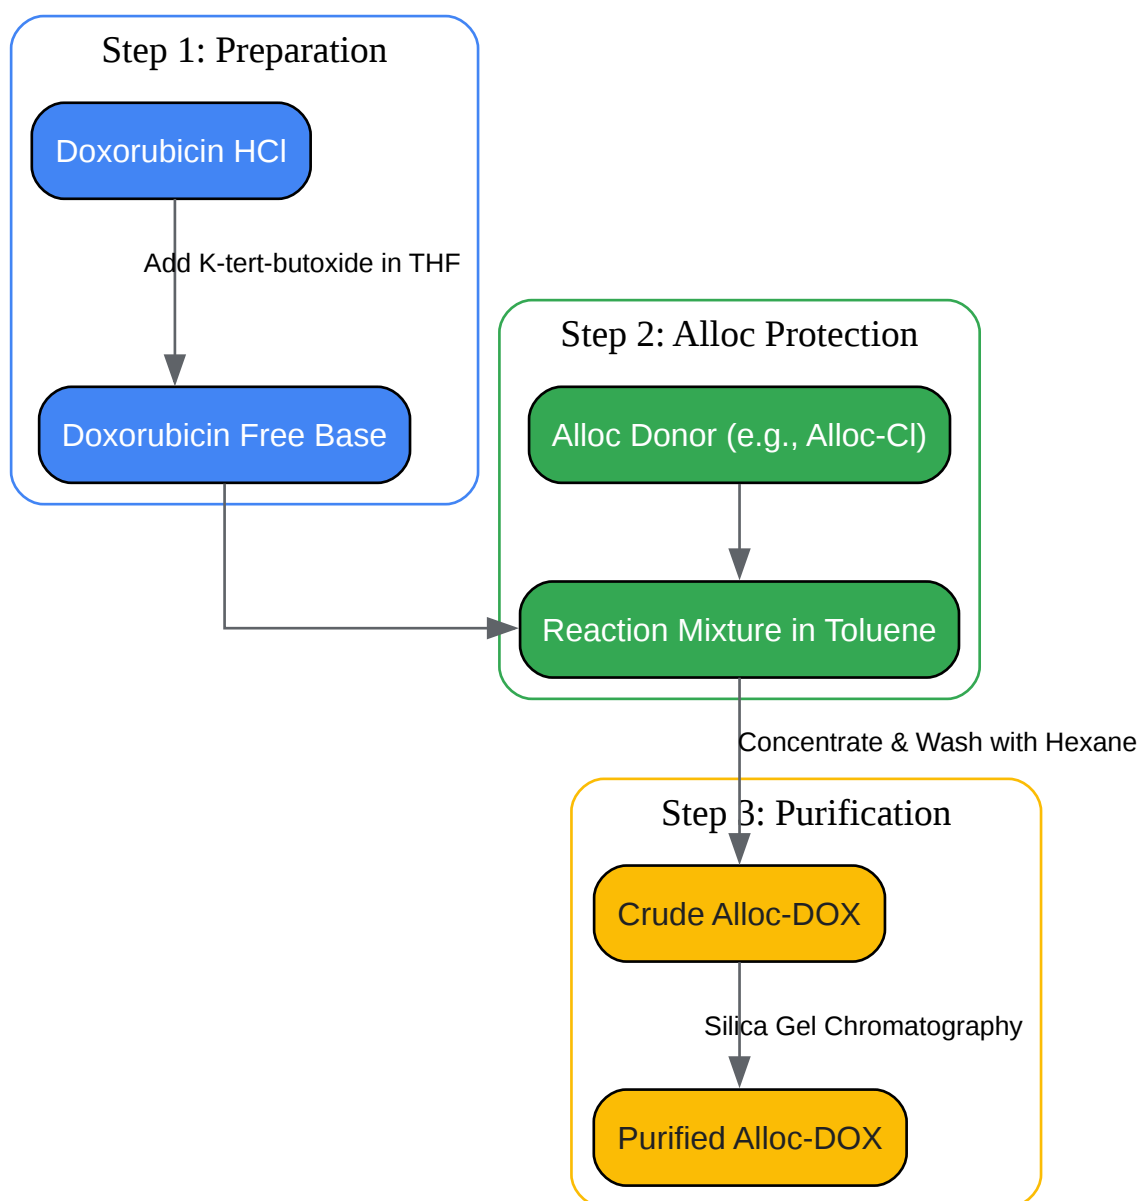 Step 1: Preparation
Doxorubicin HCl
Add K-tert-butoxide in THF
Doxorubicin Free Base
Step 2: Alloc Protection
Alloc Donor (e.g., Alloc-Cl)
Reaction Mixture in Toluene
Concentrate & Wash with Hexane
Step 3: Purification
Crude Alloc-DOX
Silica Gel Chromatography
Purified Alloc-DOX